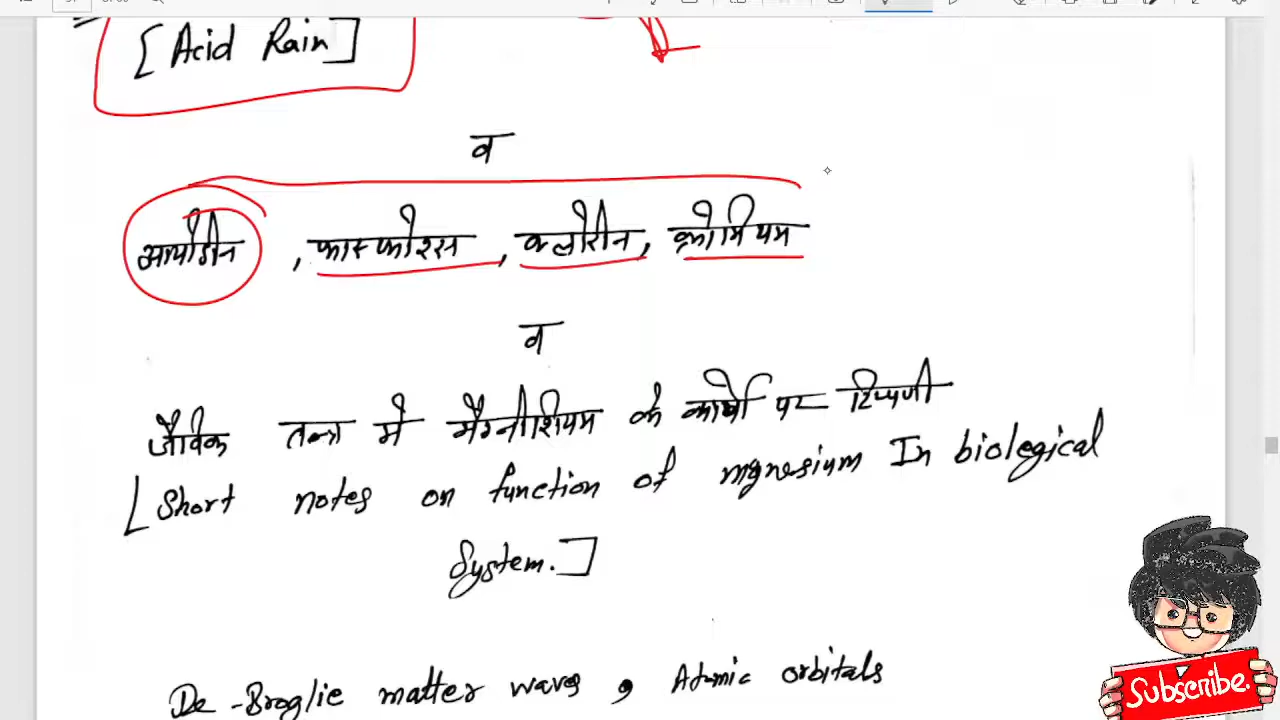 [Acid Rain]
व
आयोडीन, फास्फोरस, क्लोरीन, क्रोमियम
व
जैविक तन्त्र में मैग्नीशियम के कार्यो पर टिप्पणी
[Short notes on function of mgnesium In biological
System.]
De-Broglie matter waves, Atomic orbitals
Subscribe.